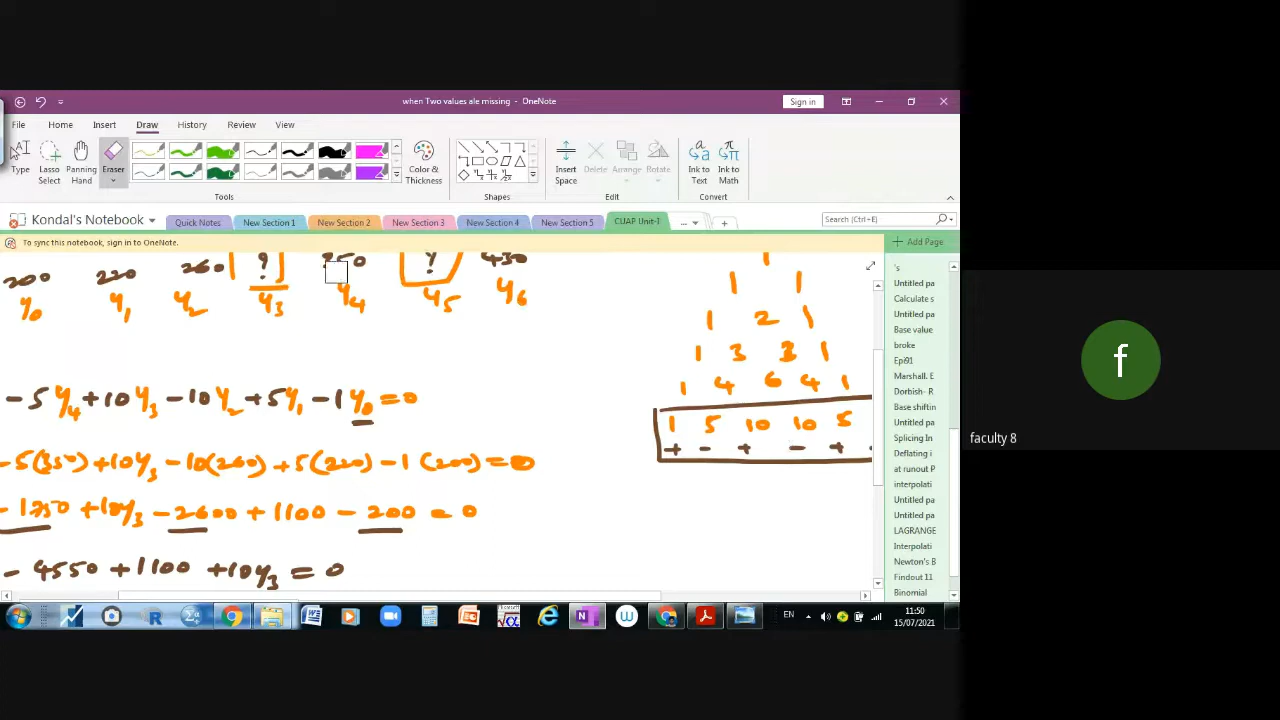 when Two values ale missing - OneNote
Sign in
File Home Insert Draw History Review View
Type
Lasso Select
Panning Hand
Eraser
Color & Thickness
Insert Space
Delete
Arrange
Rotate
Ink to Text
Ink to Math
Tools
Shapes
Edit
Convert
Kondal's Notebook
Quick Notes
New Section 1
New Section 2
New Section 3
New Section 4
New Section 5
CUAP Unit-I
...
Search (Ctrl+E)
To sync this notebook, sign in to OneNote.
Add Page
200 220 260 ? ?
y0 y1 y2 y3 y4 y5 y6
- 5y4 + 10y3 - 10y2 + 5y1 - 1y0 = 0
- 5(350) + 10y3 - 10(260) + 5(220) - 1(200) = 0
- 1750 + 10y3 - 2600 + 1100 - 200 = 0
- 4550 + 1100 + 10y3 = 0
1
1 1
1 2 1
1 3 3 1
1 4 6 4 1
1 5 10 10 5
+ - + - +
's
Untitled pa
Calculate s
Untitled pa
Base value
broke
Epi91
Marshall. E
Dorbish- R
Base shiftin
Untitled pa
Splicing In
Deflating i
at runout P
interpolati
Untitled pa
Untitled pa
LAGRANGE
Interpolati
Newton's B
Findout 11
Binomial
f
faculty 8
EN
11:50
15/07/2021